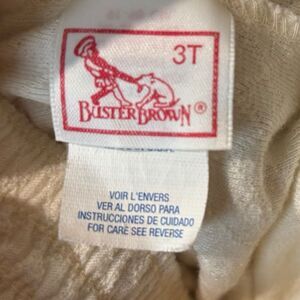 3T
BUSTER BROWN®
VOIR L'ENVERS
VER AL DORSO PARA
INSTRUCCIONES DE CUIDADO
FOR CARE SEE REVERSE